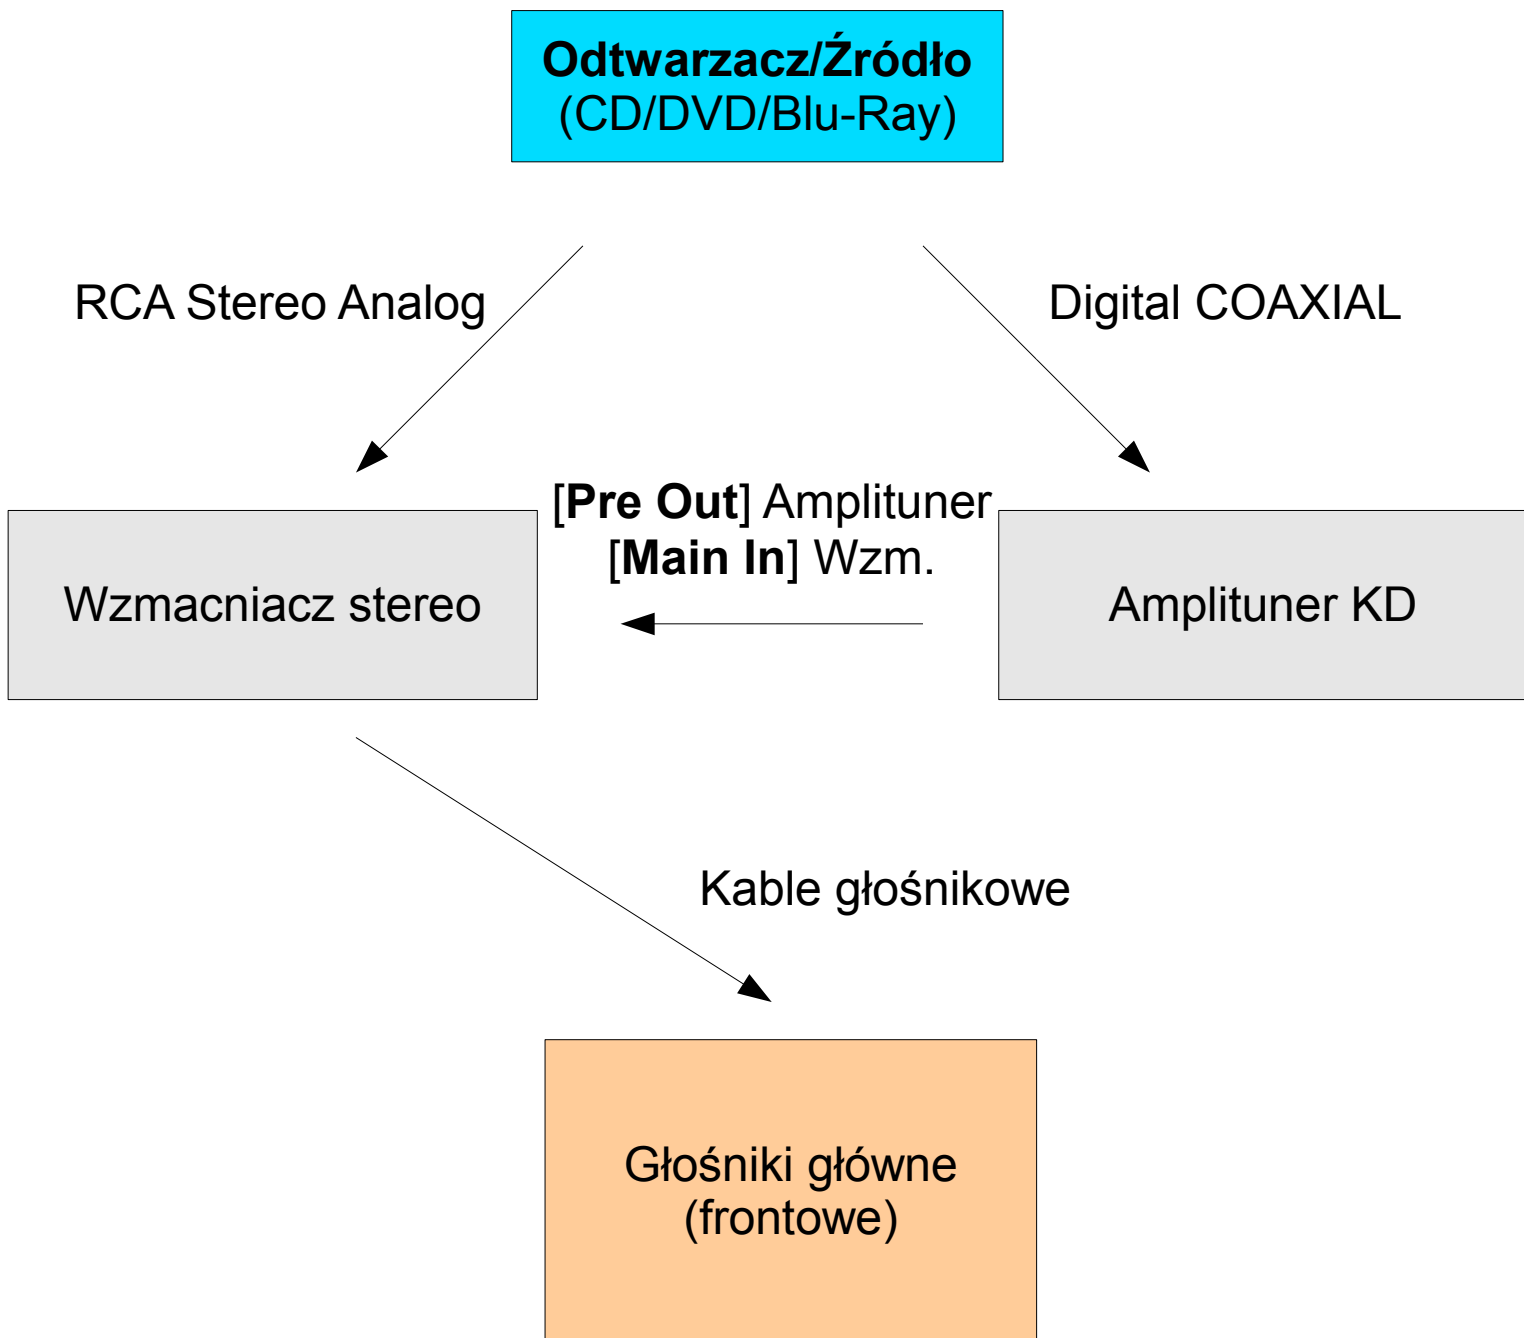 Odtwarzacz/Źródło
(CD/DVD/Blu-Ray)
RCA Stereo Analog
Digital COAXIAL
[Pre Out] Amplituner
[Main In] Wzm.
Wzmacniacz stereo
Amplituner KD
Kable głośnikowe
Głośniki główne
(frontowe)